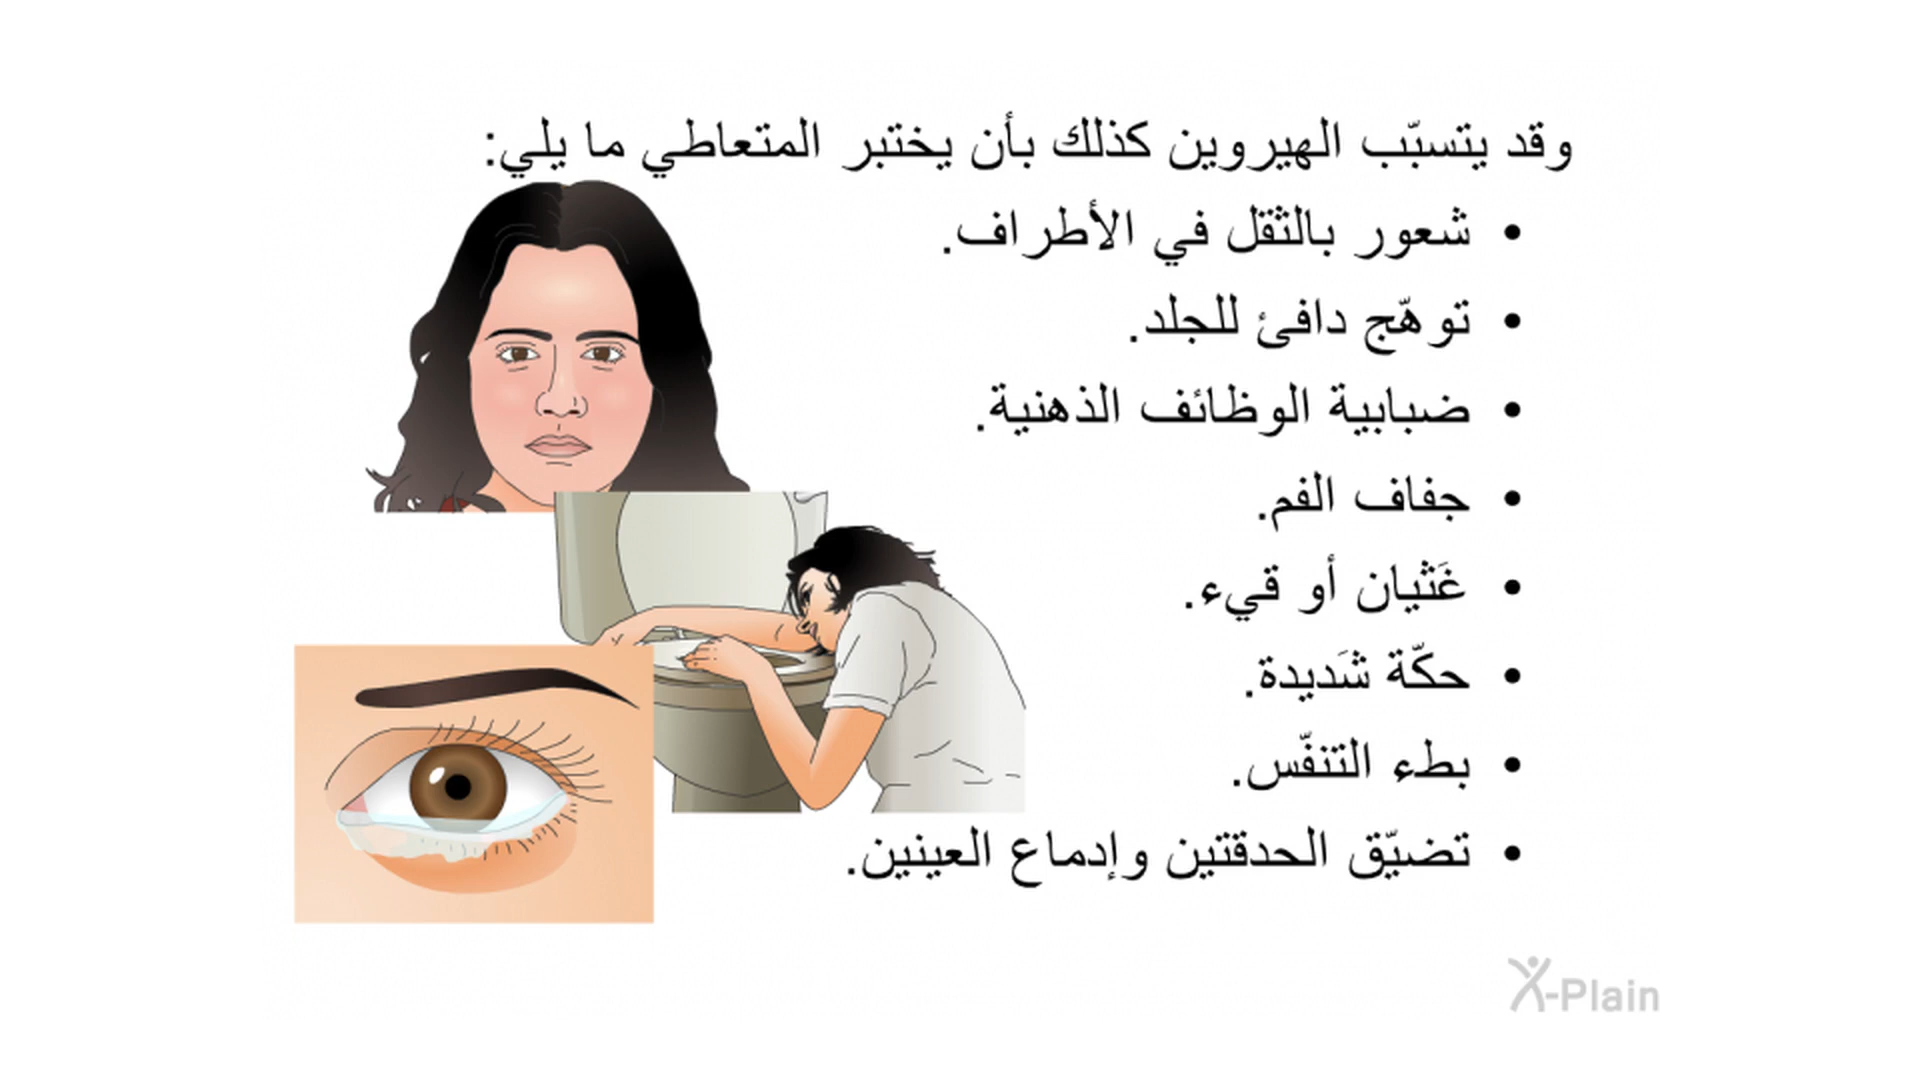 وقد يتسبّب الهيروين كذلك بأن يختبر المتعاطي ما يلي:
• شعور بالثقل في الأطراف.
• توهّج دافئ للجلد.
• ضبابية الوظائف الذهنية.
• جفاف الفم.
• غَثيان أو قيء.
• حكّة شَديدة.
• بطء التنفّس.
• تضيّق الحدقتين وإدماع العينين.
X-Plain